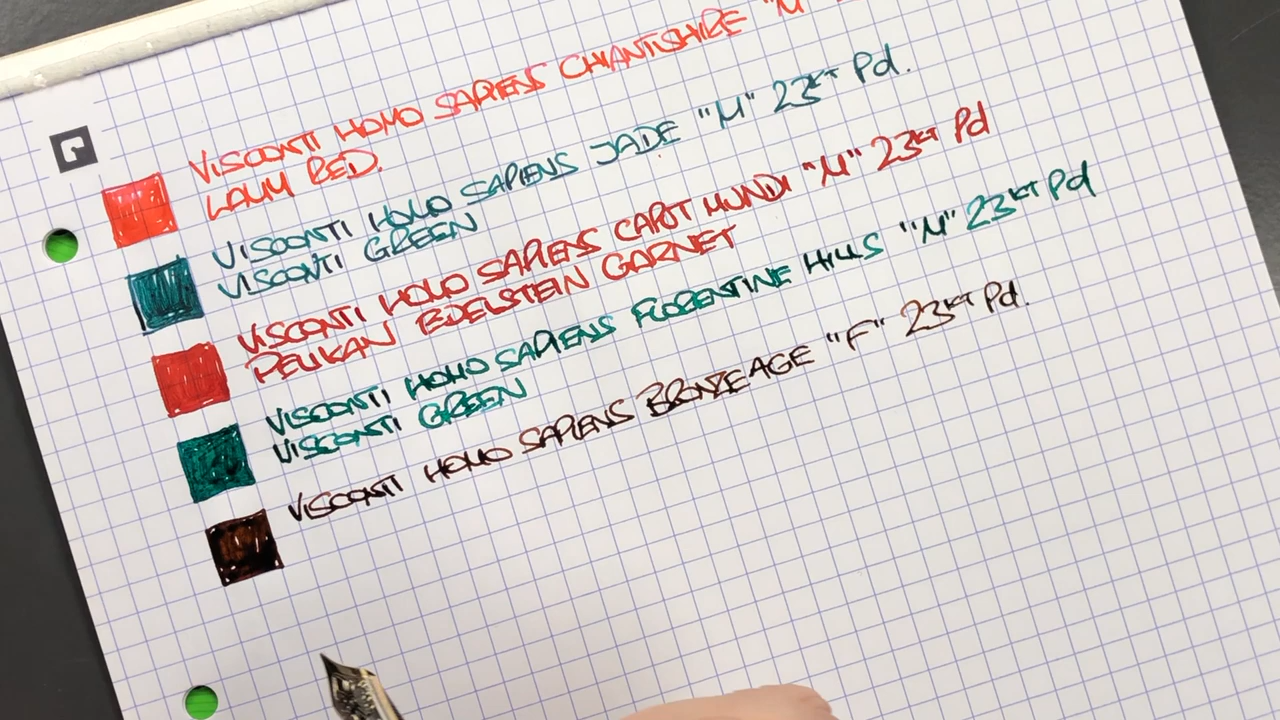 VISCONTI HOMO SAPIENS CHIANTISHIRE "M"
LAMY RED.
VISCONTI HOMO SAPIENS JADE "M" 23KT Pd.
VISCONTI GREEN
VISCONTI HOMO SAPIENS CAPUT MUNDI "M" 23KT Pd
PELIKAN EDELSTEIN GARNET
VISCONTI HOMO SAPIENS FLORENTINE HILLS "M" 23KT Pd
VISCONTI GREEN
VISCONTI HOMO SAPIENS BRONZE AGE "F" 23KT Pd.